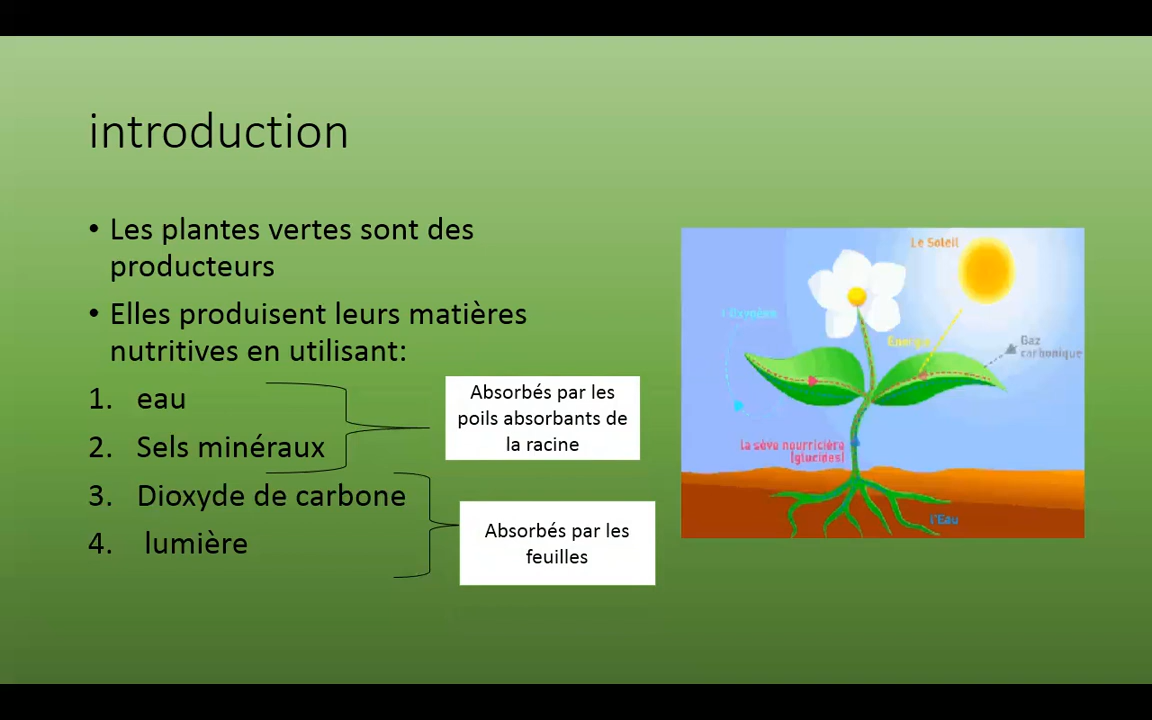 introduction
• Les plantes vertes sont des
producteurs
• Elles produisent leurs matières
nutritives en utilisant:
1. eau
2. Sels minéraux
3. Dioxyde de carbone
4. lumière
Absorbés par les
poils absorbants de
la racine
Absorbés par les
feuilles
Le Soleil
l'Oxygène
Energie
Gaz
carbonique
la sève nourricière
(glucides)
l'Eau